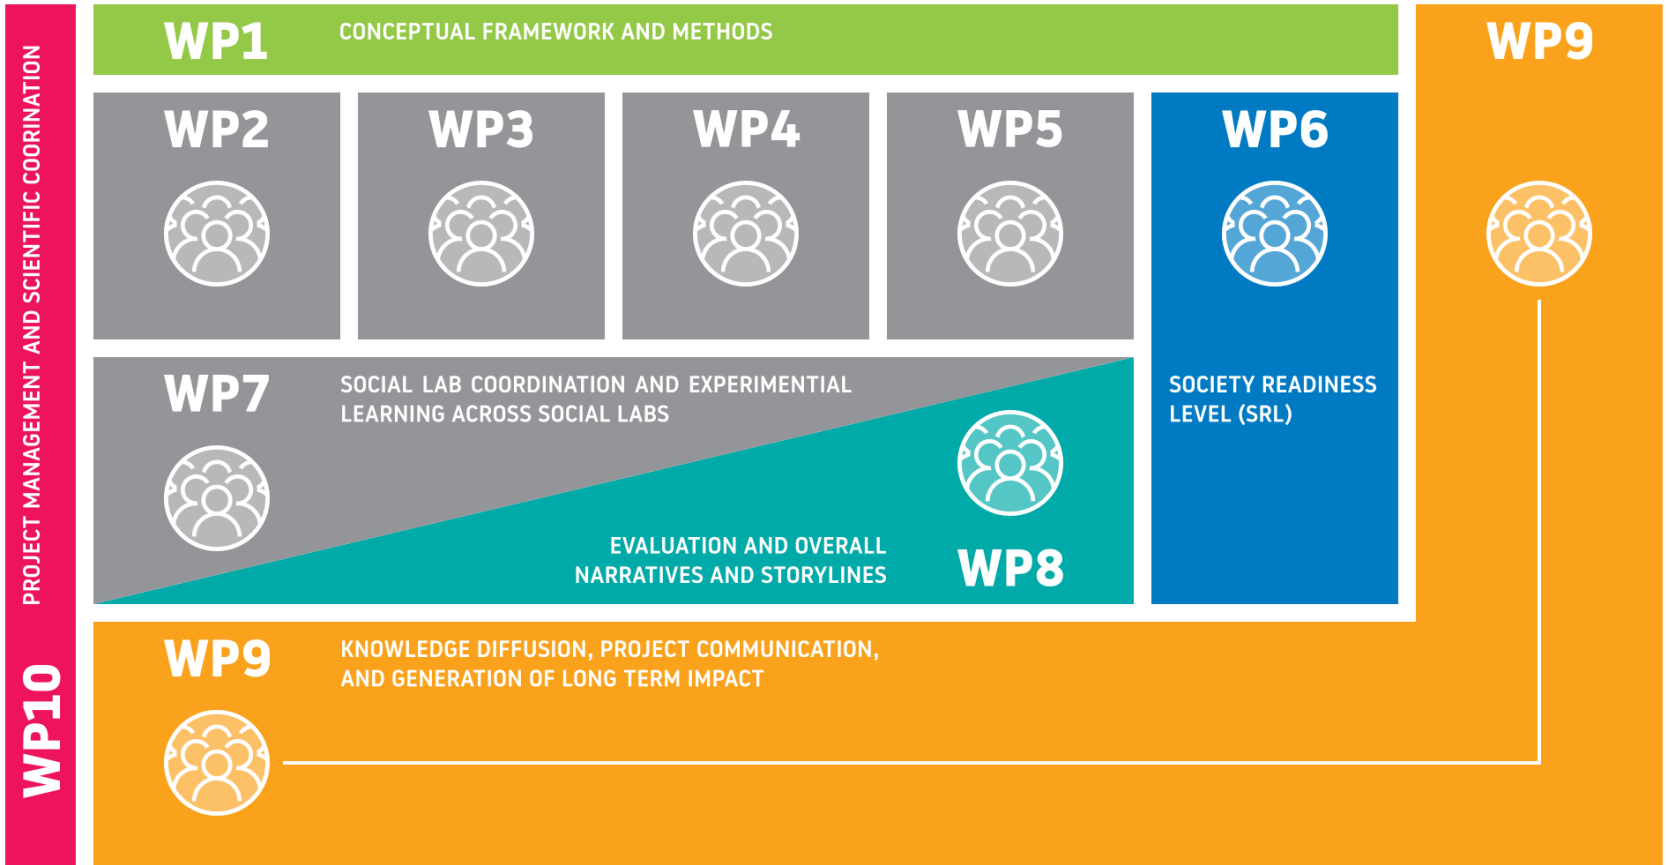 WP10 PROJECT MANAGEMENT AND SCIENTIFIC COORINATION
WP1 CONCEPTUAL FRAMEWORK AND METHODS
WP9
WP2
WP3
WP4
WP5
WP6
SOCIETY READINESS
LEVEL (SRL)
WP7
SOCIAL LAB COORDINATION AND EXPERIMENTIAL
LEARNING ACROSS SOCIAL LABS
EVALUATION AND OVERALL
NARRATIVES AND STORYLINES
WP8
WP9
KNOWLEDGE DIFFUSION, PROJECT COMMUNICATION,
AND GENERATION OF LONG TERM IMPACT